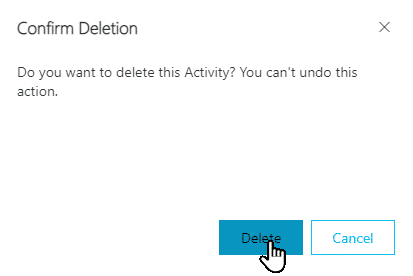 Confirm Deletion
Do you want to delete this Activity? You can't undo this
action.
Delete
Cancel